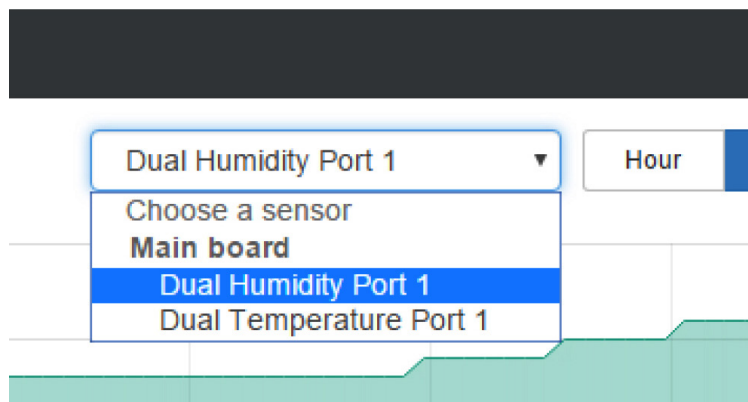 Dual Humidity Port 1
Hour
Choose a sensor
Main board
Dual Humidity Port 1
Dual Temperature Port 1